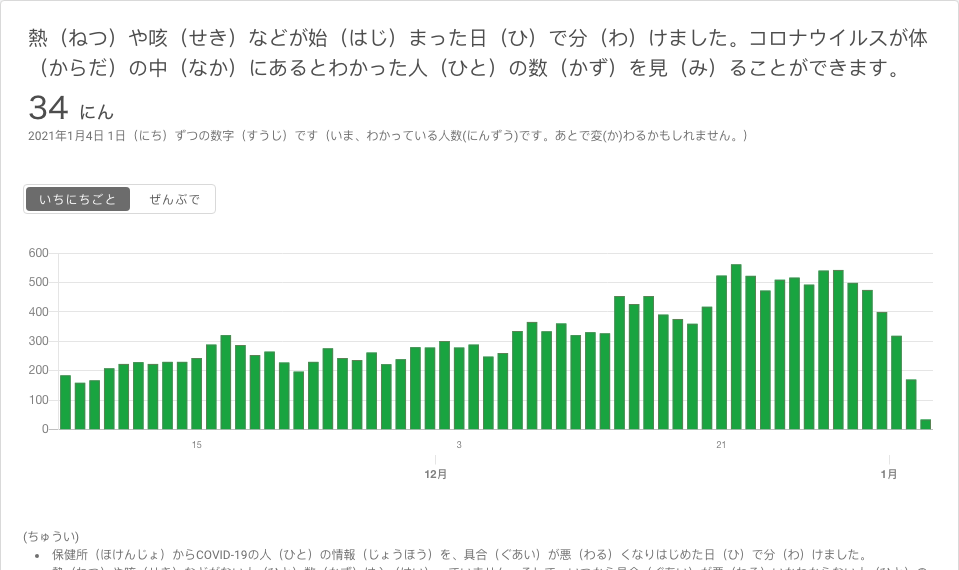 熱（ねつ）や咳（せき）などが始（はじ）まった日（ひ）で分（わ）けました。コロナウイルスが体
（からだ）の中（なか）にあるとわかった人（ひと）の数（かず）を見（み）ることができます。
34 にん
2021年1月4日 1日（にち）ずつの数字（すうじ）です（いま、わかっている人数(にんずう)です。あとで変(か)わるかもしれません。）
いちにちごと ぜんぶで
600
500
400
300
200
100
0
15 3 21
12月 1月
(ちゅうい)
• 保健所（ほけんじょ）からCOVID-19の人（ひと）の情報（じょうほう）を、具合（ぐあい）が悪（わる）くなりはじめた日（ひ）で分（わ）けました。